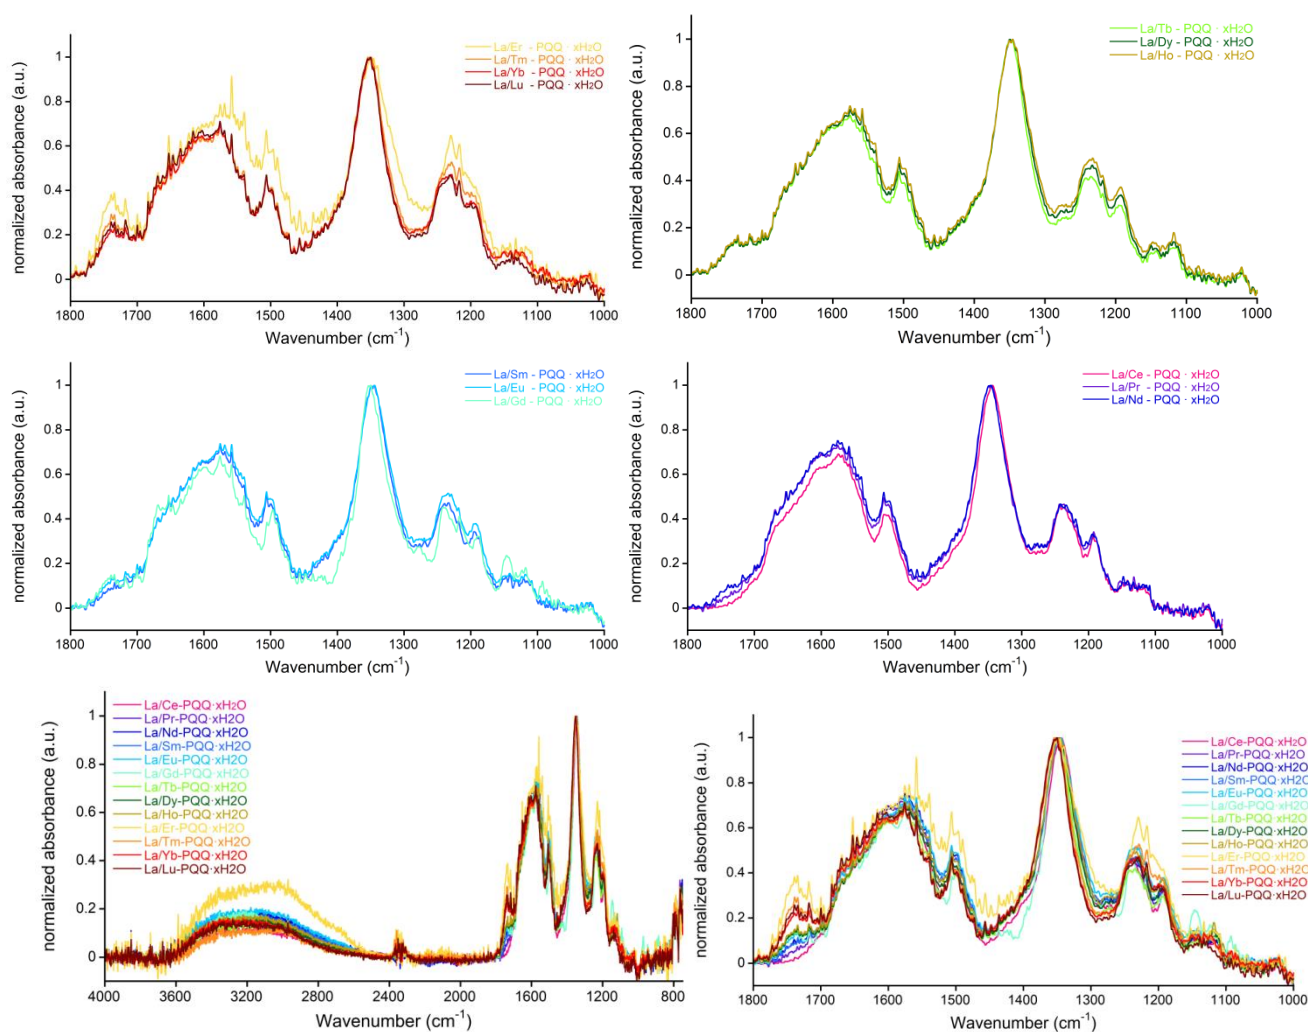 La/Er - PQQ · xH2O
La/Tm - PQQ · xH2O
La/Yb - PQQ · xH2O
La/Lu - PQQ · xH2O
normalized absorbance (a.u.)
1
0.8
0.6
0.4
0.2
0
1800 1700 1600 1500 1400 1300 1200 1100 1000
Wavenumber (cm⁻¹)
La/Tb - PQQ · xH2O
La/Dy - PQQ · xH2O
La/Ho - PQQ · xH2O
normalized absorbance (a.u.)
1
0.8
0.6
0.4
0.2
0
1800 1700 1600 1500 1400 1300 1200 1100 1000
Wavenumber (cm⁻¹)
La/Sm - PQQ · xH2O
La/Eu - PQQ · xH2O
La/Gd - PQQ · xH2O
normalized absorbance (a.u.)
1
0.8
0.6
0.4
0.2
0
1800 1700 1600 1500 1400 1300 1200 1100 1000
Wavenumber (cm⁻¹)
La/Ce - PQQ · xH2O
La/Pr - PQQ · xH2O
La/Nd - PQQ · xH2O
normalized absorbance (a.u.)
1
0.8
0.6
0.4
0.2
0
1800 1700 1600 1500 1400 1300 1200 1100 1000
Wavenumber (cm⁻¹)
La/Ce-PQQ·xH2O
La/Pr-PQQ·xH2O
La/Nd-PQQ·xH2O
La/Sm-PQQ·xH2O
La/Eu-PQQ·xH2O
La/Gd-PQQ·xH2O
La/Tb-PQQ·xH2O
La/Dy-PQQ·xH2O
La/Ho-PQQ·xH2O
La/Er-PQQ·xH2O
La/Tm-PQQ·xH2O
La/Yb-PQQ·xH2O
La/Lu-PQQ·xH2O
normalized absorbance (a.u.)
1
0.8
0.6
0.4
0.2
0
4000 3600 3200 2800 2400 2000 1600 1200 800
Wavenumber (cm⁻¹)
La/Ce-PQQ·xH2O
La/Pr-PQQ·xH2O
La/Nd-PQQ·xH2O
La/Sm-PQQ·xH2O
La/Eu-PQQ·xH2O
La/Gd-PQQ·xH2O
La/Tb-PQQ·xH2O
La/Dy-PQQ·xH2O
La/Ho-PQQ·xH2O
La/Er-PQQ·xH2O
La/Tm-PQQ·xH2O
La/Yb-PQQ·xH2O
La/Lu-PQQ·xH2O
normalized absorbance (a.u.)
1
0.8
0.6
0.4
0.2
0
1800 1700 1600 1500 1400 1300 1200 1100 1000
Wavenumber (cm⁻¹)